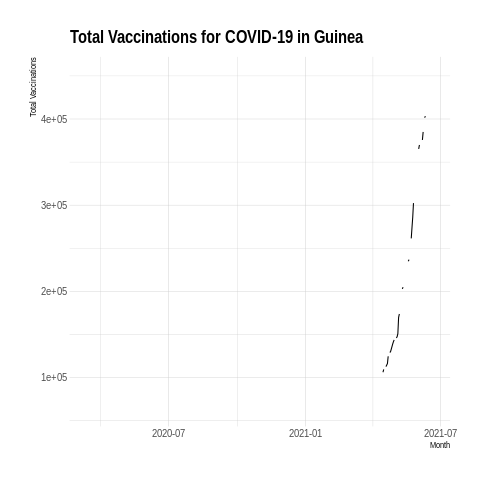 Total Vaccinations for COVID-19 in Guinea
Total Vaccinations
4e+05
3e+05
2e+05
1e+05
2020-07
2021-01
2021-07
Month